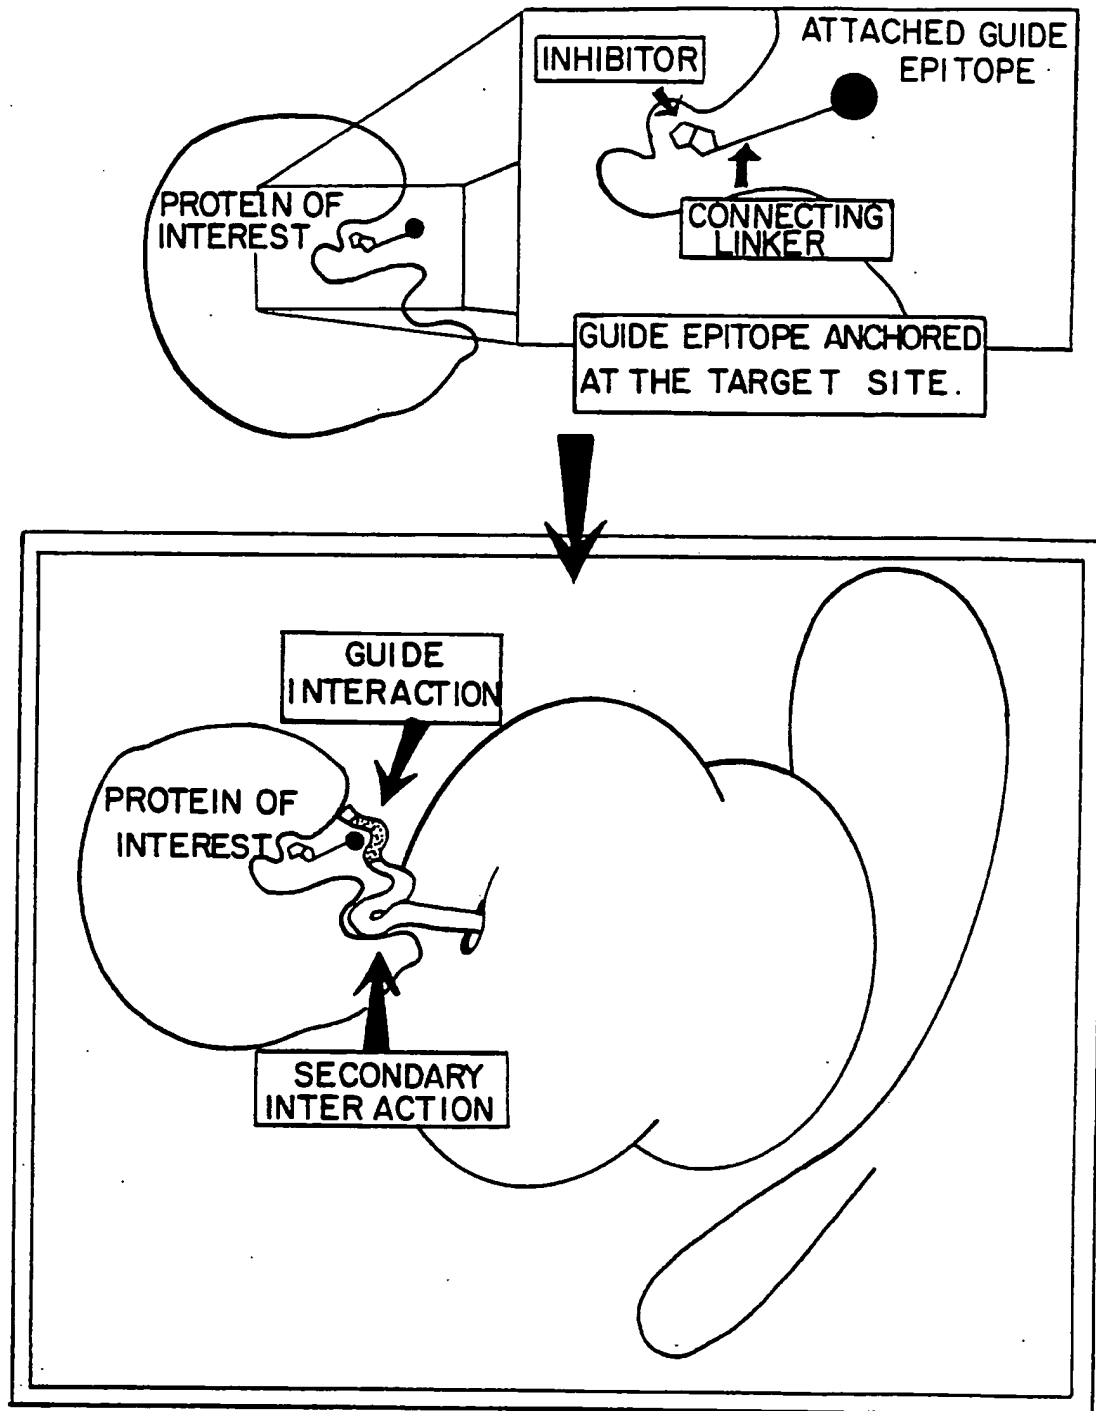 ATTACHED GUIDE
EPITOPE
INHIBITOR
PROTEIN OF
INTEREST
CONNECTING
LINKER
GUIDE EPITOPE ANCHORED
AT THE TARGET SITE.
GUIDE
INTERACTION
PROTEIN OF
INTEREST
SECONDARY
INTERACTION